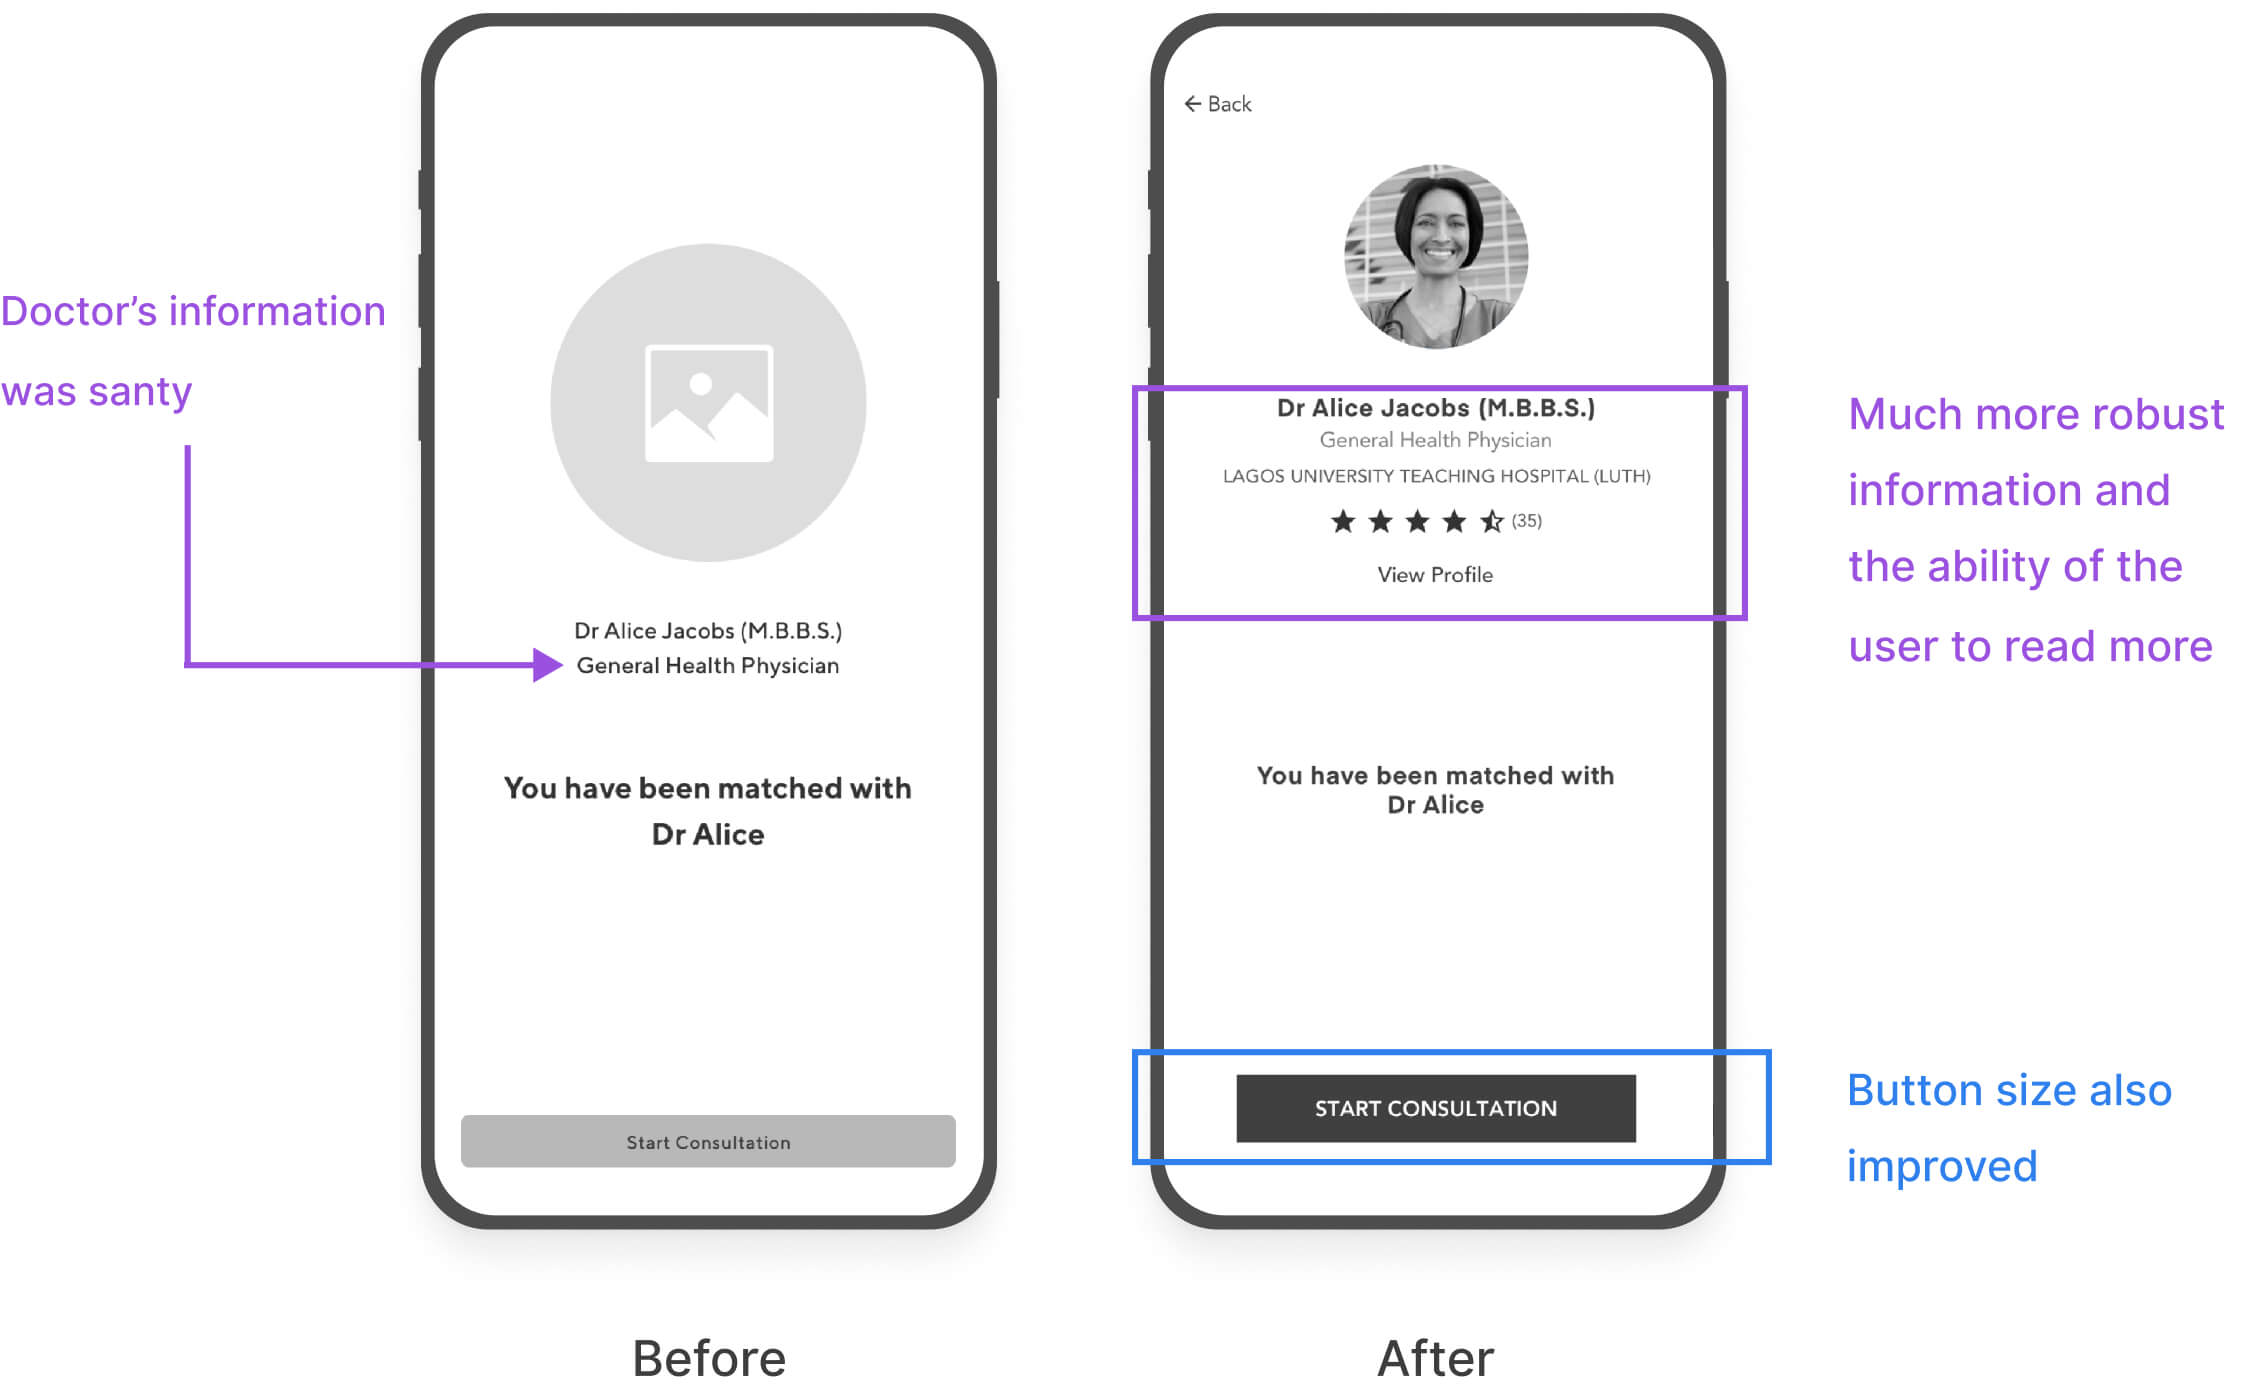 Doctor’s information
was santy
Dr Alice Jacobs (M.B.B.S.)
General Health Physician
You have been matched with
Dr Alice
Start Consultation
Before
Back
Dr Alice Jacobs (M.B.B.S.)
General Health Physician
LAGOS UNIVERSITY TEACHING HOSPITAL (LUTH)
(35)
View Profile
You have been matched with
Dr Alice
START CONSULTATION
After
Much more robust
information and
the ability of the
user to read more
Button size also
improved